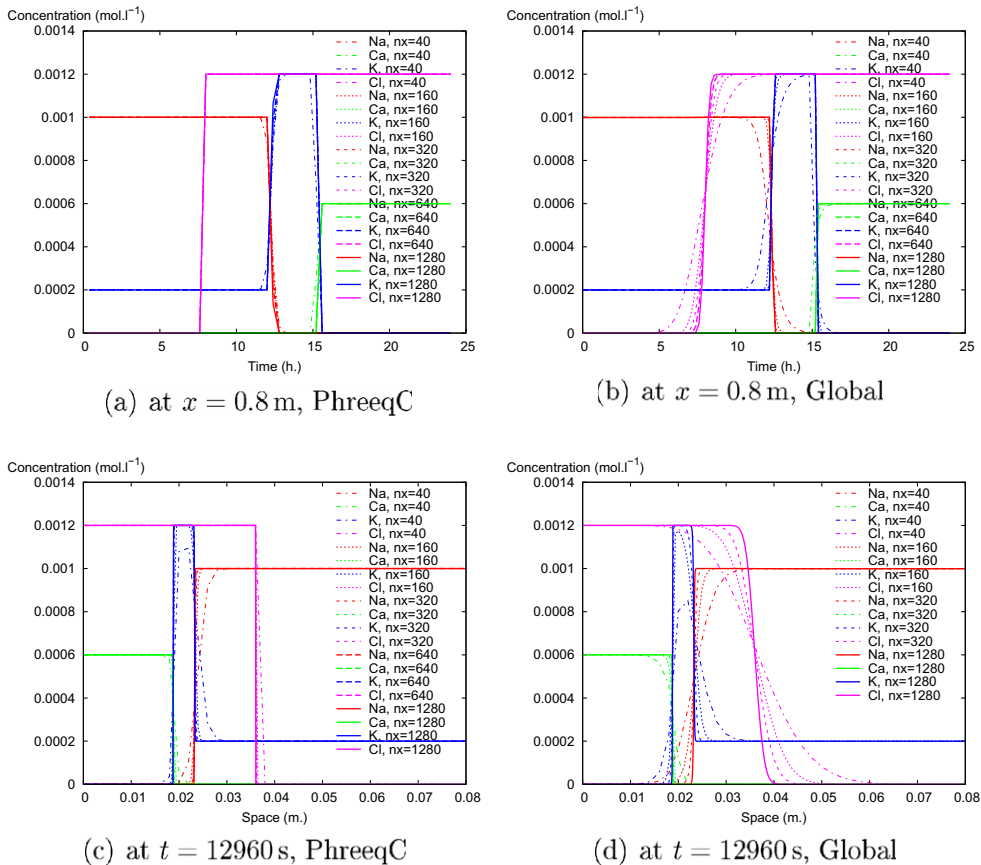 Concentration (mol.l⁻¹)
0.0014
0.0012
0.001
0.0008
0.0006
0.0004
0.0002
0
0 5 10 15 20 25
Time (h.)
Na, nx=40
Ca, nx=40
K, nx=40
Cl, nx=40
Na, nx=160
Ca, nx=160
K, nx=160
Cl, nx=160
Na, nx=320
Ca, nx=320
K, nx=320
Cl, nx=320
Na, nx=640
Ca, nx=640
K, nx=640
Cl, nx=640
Na, nx=1280
Ca, nx=1280
K, nx=1280
Cl, nx=1280
(a) at x = 0.8 m, PhreeqC
Concentration (mol.l⁻¹)
0.0014
0.0012
0.001
0.0008
0.0006
0.0004
0.0002
0
0 5 10 15 20 25
Time (h.)
Na, nx=40
Ca, nx=40
K, nx=40
Cl, nx=40
Na, nx=160
Ca, nx=160
K, nx=160
Cl, nx=160
Na, nx=320
Ca, nx=320
K, nx=320
Cl, nx=320
Na, nx=640
Ca, nx=640
K, nx=640
Cl, nx=640
Na, nx=1280
Ca, nx=1280
K, nx=1280
Cl, nx=1280
(b) at x = 0.8 m, Global
Concentration (mol.l⁻¹)
0.0014
0.0012
0.001
0.0008
0.0006
0.0004
0.0002
0
0 0.01 0.02 0.03 0.04 0.05 0.06 0.07 0.08
Space (m.)
Na, nx=40
Ca, nx=40
K, nx=40
Cl, nx=40
Na, nx=160
Ca, nx=160
K, nx=160
Cl, nx=160
Na, nx=320
Ca, nx=320
K, nx=320
Cl, nx=320
Na, nx=640
Ca, nx=640
K, nx=640
Cl, nx=640
Na, nx=1280
Ca, nx=1280
K, nx=1280
Cl, nx=1280
(c) at t = 12960 s, PhreeqC
Concentration (mol.l⁻¹)
0.0014
0.0012
0.001
0.0008
0.0006
0.0004
0.0002
0
0 0.01 0.02 0.03 0.04 0.05 0.06 0.07 0.08
Space (m.)
Na, nx=40
Ca, nx=40
K, nx=40
Cl, nx=40
Na, nx=160
Ca, nx=160
K, nx=160
Cl, nx=160
Na, nx=320
Ca, nx=320
K, nx=320
Cl, nx=320
Na, nx=1280
Ca, nx=1280
K, nx=1280
Cl, nx=1280
(d) at t = 12960 s, Global